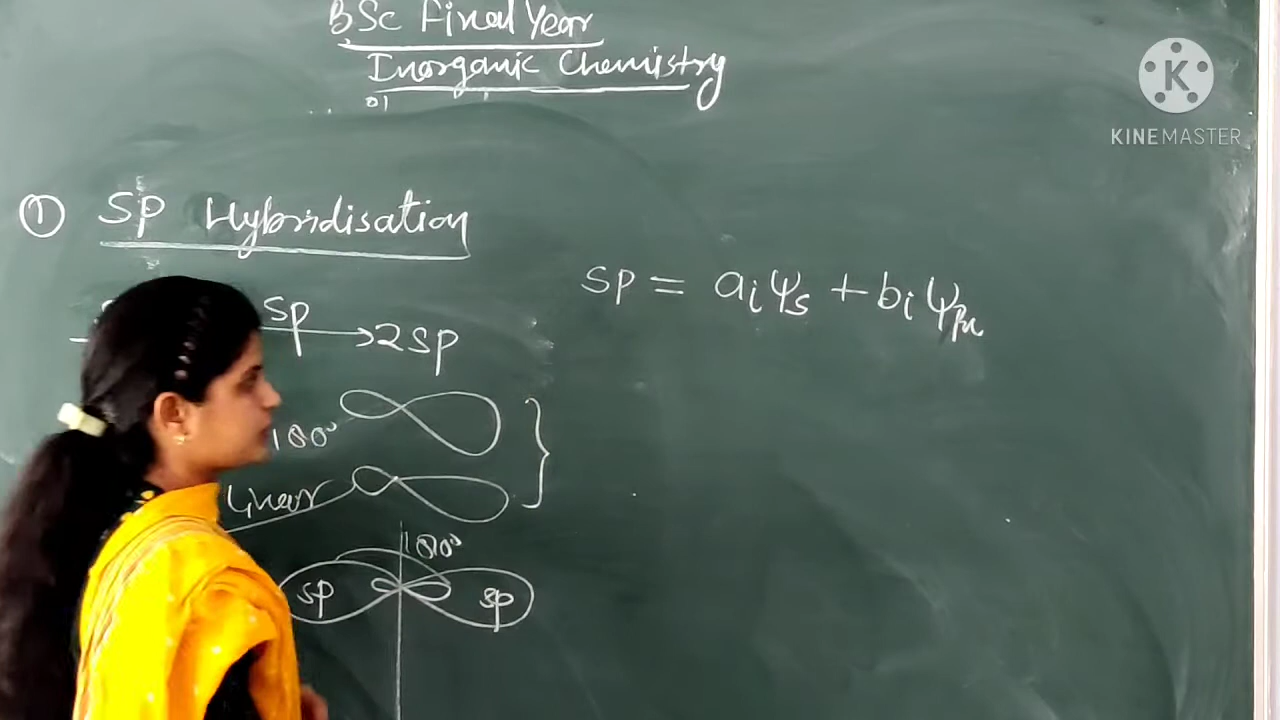 BSc Final Year
Inorganic Chemistry
K
KINEMASTER
① SP Hybridisation
SP = aᵢψₛ + bᵢψₚₓ
SP → 2SP
180°
Linear
180°
SP SP